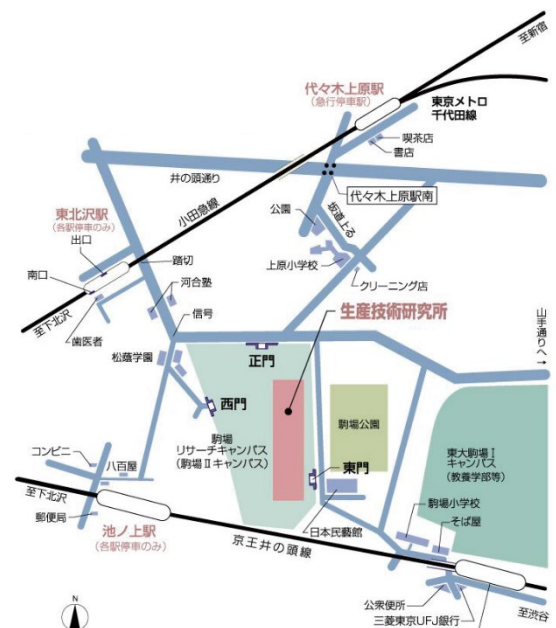 至新宿
代々木上原駅
(急行停車駅)
東京メトロ
千代田線
喫茶店
書店
井の頭通り
代々木上原駅南
小田急線
公園
坂道上る
東北沢駅
(各駅停車のみ)
出口
踏切
上原小学校
クリーニング店
南口
河合塾
至下北沢
歯医者
信号
生産技術研究所
山手通りへ→
松蔭学園
正門
西門
駒場公園
駒場
リサーチキャンパス
(駒場Ⅱキャンパス)
東大駒場Ⅰ
キャンパス
(教養学部等)
コンビニ
八百屋
東門
至下北沢
駒場小学校
そば屋
郵便局
日本民藝館
池ノ上駅
(各駅停車のみ)
京王井の頭線
公衆便所
至渋谷
三菱東京UFJ銀行
N